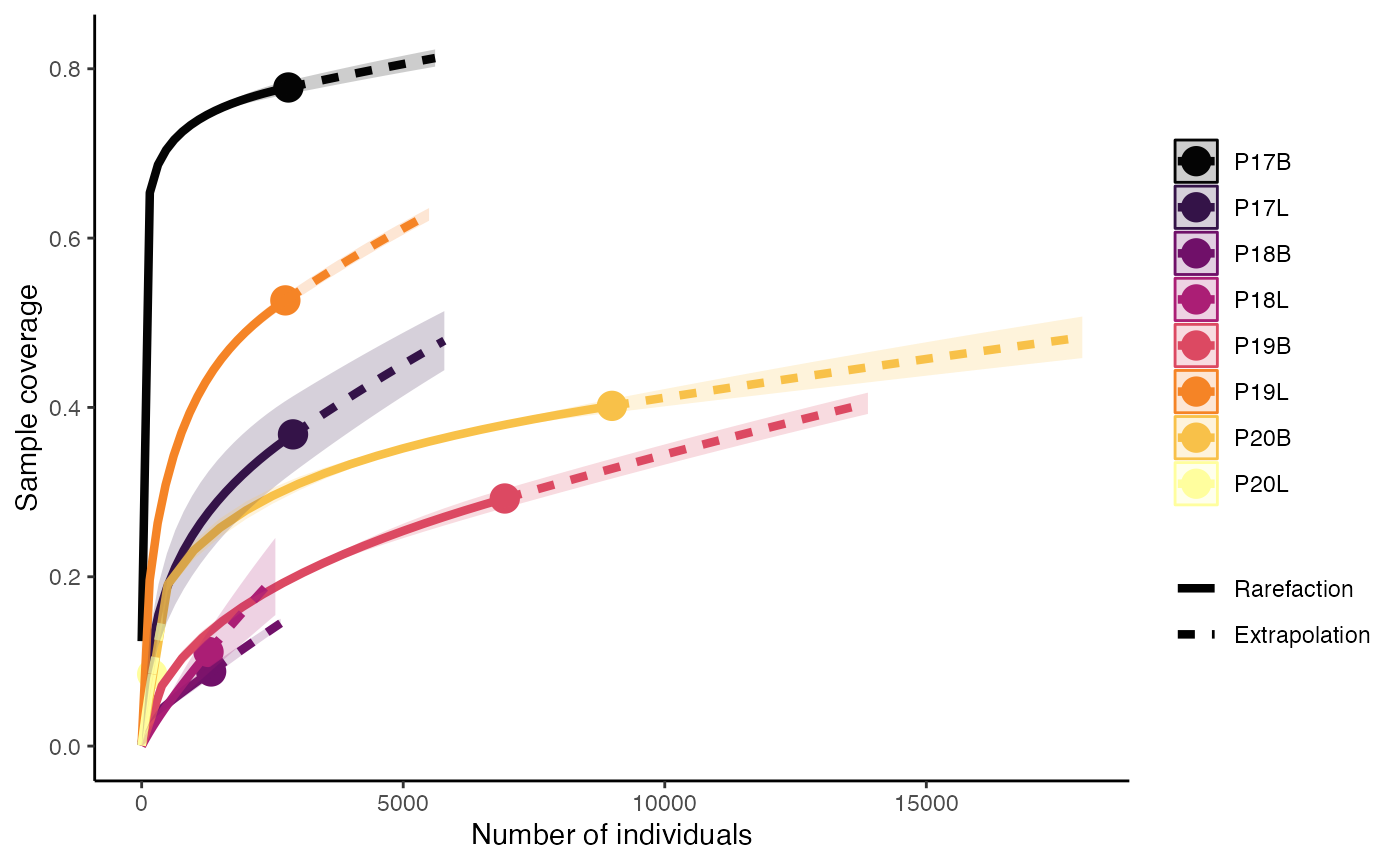 Sample coverage
0.8
0.6
0.4
0.2
0.0
0
5000
10000
15000
Number of individuals
P17B
P17L
P18B
P18L
P19B
P19L
P20B
P20L
Rarefaction
Extrapolation